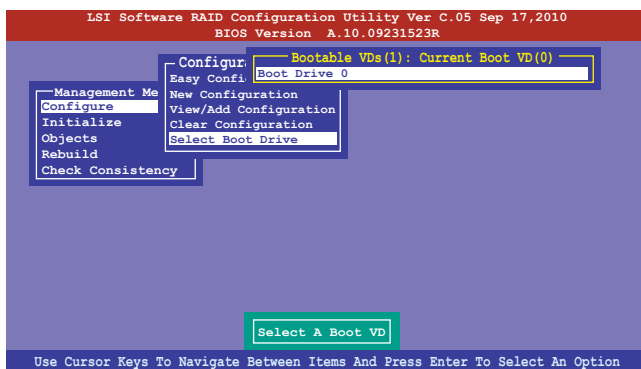 LSI Software RAID Configuration Utility Ver C.05 Sep 17,2010
BIOS Version A.10.09231523R
Bootable VDs(1): Current Boot VD(0)
Boot Drive 0
Configura
Easy Confi
New Configuration
View/Add Configuration
Clear Configuration
Select Boot Drive
Management Me
Configure
Initialize
Objects
Rebuild
Check Consistency
Select A Boot VD
Use Cursor Keys To Navigate Between Items And Press Enter To Select An Option